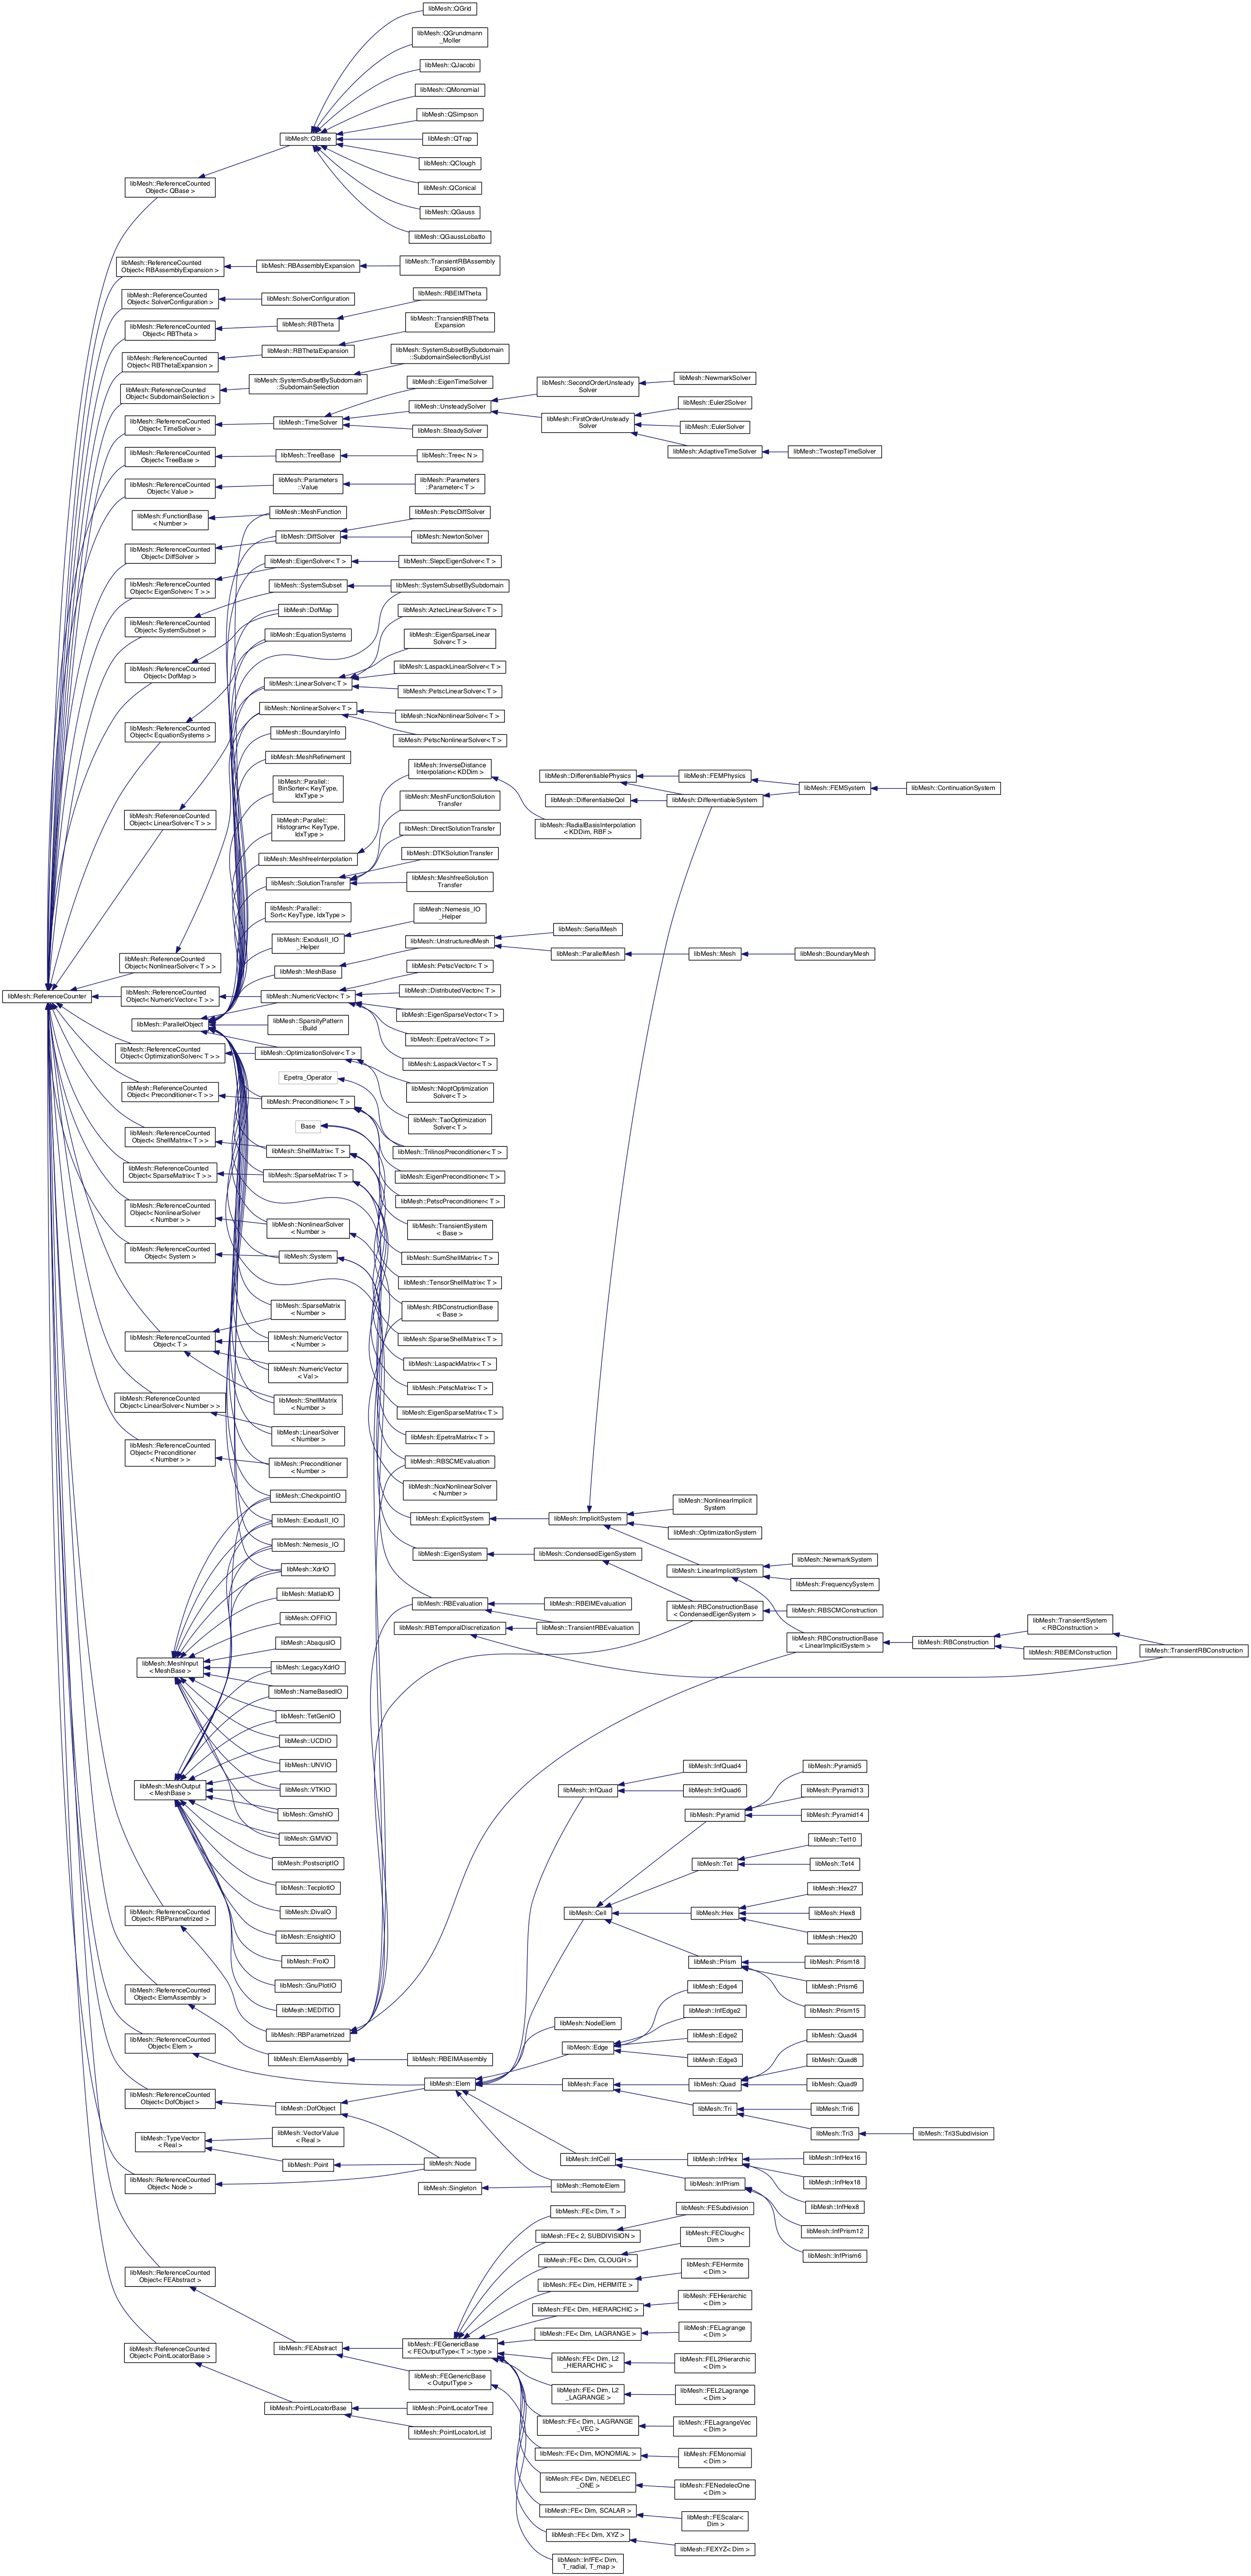 libMesh::QGrid
libMesh::QGrundmann
_Moller
libMesh::QJacobi
libMesh::QMonomial
libMesh::QSimpson
libMesh::QBase
libMesh::QTrap
libMesh::QClough
libMesh::ReferenceCounted
Object< QBase >
libMesh::QConical
libMesh::QGauss
libMesh::QGaussLobatto
libMesh::ReferenceCounted
Object< RBAssemblyExpansion >
libMesh::RBAssemblyExpansion
libMesh::TransientRBAssembly
Expansion
libMesh::ReferenceCounted
Object< SolverConfiguration >
libMesh::SolverConfiguration
libMesh::RBEIMTheta
libMesh::ReferenceCounted
Object< RBTheta >
libMesh::RBTheta
libMesh::TransientRBTheta
Expansion
libMesh::ReferenceCounted
Object< RBThetaExpansion >
libMesh::RBThetaExpansion
libMesh::SystemSubsetBySubdomain
::SubdomainSelectionByList
libMesh::ReferenceCounted
Object< SubdomainSelection >
libMesh::SystemSubsetBySubdomain
::SubdomainSelection
libMesh::EigenTimeSolver
libMesh::SecondOrderUnsteady
Solver
libMesh::NewmarkSolver
libMesh::ReferenceCounted
Object< TimeSolver >
libMesh::TimeSolver
libMesh::UnsteadySolver
libMesh::SteadySolver
libMesh::FirstOrderUnsteady
Solver
libMesh::Euler2Solver
libMesh::EulerSolver
libMesh::AdaptiveTimeSolver
libMesh::TwostepTimeSolver
libMesh::ReferenceCounted
Object< TreeBase >
libMesh::TreeBase
libMesh::Tree< N >
libMesh::ReferenceCounted
Object< Value >
libMesh::Parameters
::Value
libMesh::Parameters
::Parameter< T >
libMesh::FunctionBase
< Number >
libMesh::MeshFunction
libMesh::PetscDiffSolver
libMesh::ReferenceCounted
Object< DiffSolver >
libMesh::DiffSolver
libMesh::NewtonSolver
libMesh::ReferenceCounted
Object< EigenSolver< T > >
libMesh::EigenSolver< T >
libMesh::SlepcEigenSolver< T >
libMesh::ReferenceCounted
Object< SystemSubset >
libMesh::SystemSubset
libMesh::SystemSubsetBySubdomain
libMesh::DofMap
libMesh::AztecLinearSolver< T >
libMesh::ReferenceCounted
Object< DofMap >
libMesh::EquationSystems
libMesh::EigenSparseLinear
Solver< T >
libMesh::LaspackLinearSolver< T >
libMesh::LinearSolver< T >
libMesh::PetscLinearSolver< T >
libMesh::ReferenceCounted
Object< EquationSystems >
libMesh::NonlinearSolver< T >
libMesh::NoxNonlinearSolver< T >
libMesh::PetscNonlinearSolver< T >
libMesh::BoundaryInfo
libMesh::MeshRefinement
libMesh::InverseDistance
Interpolation< KDDim >
libMesh::DifferentiablePhysics
libMesh::FEMPhysics
libMesh::Parallel::
BinSorter< KeyType,
IdxType >
libMesh::MeshFunctionSolution
Transfer
libMesh::DifferentiableQoI
libMesh::DifferentiableSystem
libMesh::FEMSystem
libMesh::ContinuationSystem
libMesh::ReferenceCounted
Object< LinearSolver< T > >
libMesh::Parallel::
Histogram< KeyType,
IdxType >
libMesh::DirectSolutionTransfer
libMesh::RadialBasisInterpolation
< KDDim, RBF >
libMesh::MeshfreeInterpolation
libMesh::DTKSolutionTransfer
libMesh::SolutionTransfer
libMesh::MeshfreeSolution
Transfer
libMesh::Parallel::
Sort< KeyType, IdxType >
libMesh::Nemesis_IO
_Helper
libMesh::ExodusII_IO
_Helper
libMesh::UnstructuredMesh
libMesh::SerialMesh
libMesh::ParallelMesh
libMesh::Mesh
libMesh::BoundaryMesh
libMesh::ReferenceCounted
Object< NonlinearSolver< T > >
libMesh::MeshBase
libMesh::PetscVector< T >
libMesh::ReferenceCounter
libMesh::ReferenceCounted
Object< NumericVector< T > >
libMesh::NumericVector< T >
libMesh::DistributedVector< T >
libMesh::ParallelObject
libMesh::SparsityPattern
::Build
libMesh::EigenSparseVector< T >
libMesh::EpetraVector< T >
libMesh::ReferenceCounted
Object< OptimizationSolver< T > >
libMesh::OptimizationSolver< T >
libMesh::LaspackVector< T >
Epetra_Operator
libMesh::NloptOptimization
Solver< T >
libMesh::ReferenceCounted
Object< Preconditioner< T > >
libMesh::Preconditioner< T >
libMesh::TaoOptimization
Solver< T >
Base
libMesh::ReferenceCounted
Object< ShellMatrix< T > >
libMesh::ShellMatrix< T >
libMesh::TrilinosPreconditioner< T >
libMesh::ReferenceCounted
Object< SparseMatrix< T > >
libMesh::SparseMatrix< T >
libMesh::EigenPreconditioner< T >
libMesh::PetscPreconditioner< T >
libMesh::ReferenceCounted
Object< NonlinearSolver
< Number > >
libMesh::NonlinearSolver
< Number >
libMesh::TransientSystem
< Base >
libMesh::ReferenceCounted
Object< System >
libMesh::System
libMesh::SumShellMatrix< T >
libMesh::TensorShellMatrix< T >
libMesh::SparseMatrix
< Number >
libMesh::RBConstructionBase
< Base >
libMesh::ReferenceCounted
Object< T >
libMesh::NumericVector
< Number >
libMesh::SparseShellMatrix< T >
libMesh::NumericVector
< Val >
libMesh::LaspackMatrix< T >
libMesh::PetscMatrix< T >
libMesh::ReferenceCounted
Object< LinearSolver< Number > >
libMesh::ShellMatrix
< Number >
libMesh::EigenSparseMatrix< T >
libMesh::LinearSolver
< Number >
libMesh::EpetraMatrix< T >
libMesh::ReferenceCounted
Object< Preconditioner
< Number > >
libMesh::Preconditioner
< Number >
libMesh::RBSCMEvaluation
libMesh::NoxNonlinearSolver
< Number >
libMesh::CheckpointIO
libMesh::NonlinearImplicit
System
libMesh::ExodusII_IO
libMesh::ExplicitSystem
libMesh::ImplicitSystem
libMesh::OptimizationSystem
libMesh::Nemesis_IO
libMesh::EigenSystem
libMesh::CondensedEigenSystem
libMesh::LinearImplicitSystem
libMesh::NewmarkSystem
libMesh::FrequencySystem
libMesh::XdrIO
libMesh::MatlabIO
libMesh::RBEvaluation
libMesh::RBEIMEvaluation
libMesh::RBConstructionBase
< CondensedEigenSystem >
libMesh::RBSCMConstruction
libMesh::OFFIO
libMesh::RBTemporalDiscretization
libMesh::TransientRBEvaluation
libMesh::RBConstructionBase
< LinearImplicitSystem >
libMesh::RBConstruction
libMesh::TransientSystem
< RBConstruction >
libMesh::RBEIMConstruction
libMesh::TransientRBConstruction
libMesh::AbaqusIO
libMesh::MeshInput
< MeshBase >
libMesh::LegacyXdrIO
libMesh::NameBasedIO
libMesh::TetGenIO
libMesh::UCDIO
libMesh::UNVIO
libMesh::MeshOutput
< MeshBase >
libMesh::VTKIO
libMesh::GmshIO
libMesh::GMVIO
libMesh::PostscriptIO
libMesh::TecplotIO
libMesh::DivaIO
libMesh::EnsightIO
libMesh::FroIO
libMesh::GnuPlotIO
libMesh::MEDITIO
libMesh::InfQuad
libMesh::InfQuad4
libMesh::InfQuad6
libMesh::Pyramid
libMesh::Pyramid5
libMesh::Pyramid13
libMesh::Pyramid14
libMesh::Tet
libMesh::Tet10
libMesh::Tet4
libMesh::Cell
libMesh::Hex
libMesh::Hex27
libMesh::Hex8
libMesh::Hex20
libMesh::Prism
libMesh::Prism18
libMesh::Prism6
libMesh::Prism15
libMesh::ReferenceCounted
Object< RBParametrized >
libMesh::RBParametrized
libMesh::ReferenceCounted
Object< ElemAssembly >
libMesh::ElemAssembly
libMesh::RBEIMAssembly
libMesh::NodeElem
libMesh::Edge
libMesh::Edge4
libMesh::InfEdge2
libMesh::Edge2
libMesh::Edge3
libMesh::ReferenceCounted
Object< Elem >
libMesh::Elem
libMesh::Face
libMesh::Quad
libMesh::Quad4
libMesh::Quad8
libMesh::Quad9
libMesh::Tri
libMesh::Tri6
libMesh::Tri3
libMesh::Tri3Subdivision
libMesh::ReferenceCounted
Object< DofObject >
libMesh::DofObject
libMesh::TypeVector
< Real >
libMesh::VectorValue
< Real >
libMesh::Point
libMesh::Node
libMesh::ReferenceCounted
Object< Node >
libMesh::Singleton
libMesh::InfCell
libMesh::RemoteElem
libMesh::InfHex
libMesh::InfHex16
libMesh::InfHex18
libMesh::InfHex8
libMesh::InfPrism
libMesh::InfPrism12
libMesh::InfPrism6
libMesh::FE< Dim, T >
libMesh::FE< 2, SUBDIVISION >
libMesh::FESubdivision
libMesh::FE< Dim, CLOUGH >
libMesh::FEClough<
Dim >
libMesh::ReferenceCounted
Object< FEAbstract >
libMesh::FE< Dim, HERMITE >
libMesh::FEHermite
< Dim >
libMesh::FE< Dim, HIERARCHIC >
libMesh::FEHierarchic
< Dim >
libMesh::FE< Dim, LAGRANGE >
libMesh::FELagrange
< Dim >
libMesh::FEAbstract
libMesh::FEGenericBase
< FEOutputType< T >::type >
libMesh::FE< Dim, L2
_HIERARCHIC >
libMesh::FEL2Hierarchic
< Dim >
libMesh::ReferenceCounted
Object< PointLocatorBase >
libMesh::FEGenericBase
< OutputType >
libMesh::FE< Dim, L2
_LAGRANGE >
libMesh::FEL2Lagrange
< Dim >
libMesh::PointLocatorBase
libMesh::PointLocatorTree
libMesh::PointLocatorList
libMesh::FE< Dim, LAGRANGE
_VEC >
libMesh::FELagrangeVec
< Dim >
libMesh::FE< Dim, MONOMIAL >
libMesh::FEMonomial
< Dim >
libMesh::FE< Dim, NEDELEC
_ONE >
libMesh::FENedelecOne
< Dim >
libMesh::FE< Dim, SCALAR >
libMesh::FEScalar<
Dim >
libMesh::FE< Dim, XYZ >
libMesh::FEXYZ< Dim >
libMesh::InfFE< Dim,
T_radial, T_map >